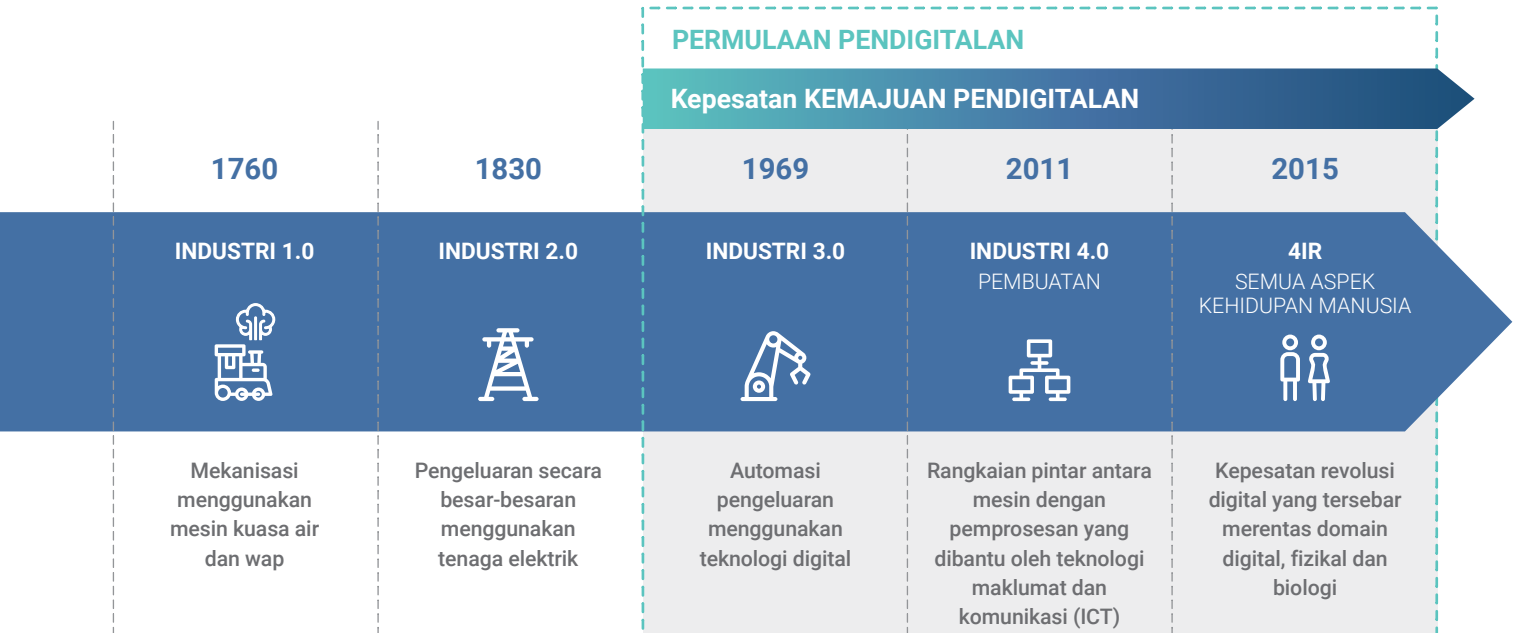 PERMULAAN PENDIGITALAN
Kepesatan KEMAJUAN PENDIGITALAN
1760
1830
1969
2011
2015
INDUSTRI 1.0
INDUSTRI 2.0
INDUSTRI 3.0
INDUSTRI 4.0
PEMBUATAN
4IR
SEMUA ASPEK
KEHIDUPAN MANUSIA
Mekanisasi
menggunakan
mesin kuasa air
dan wap
Pengeluaran secara
besar-besaran
menggunakan
tenaga elektrik
Automasi
pengeluaran
menggunakan
teknologi digital
Rangkaian pintar antara
mesin dengan
pemprosesan yang
dibantu oleh teknologi
maklumat dan
komunikasi (ICT)
Kepesatan revolusi
digital yang tersebar
merentas domain
digital, fizikal dan
biologi